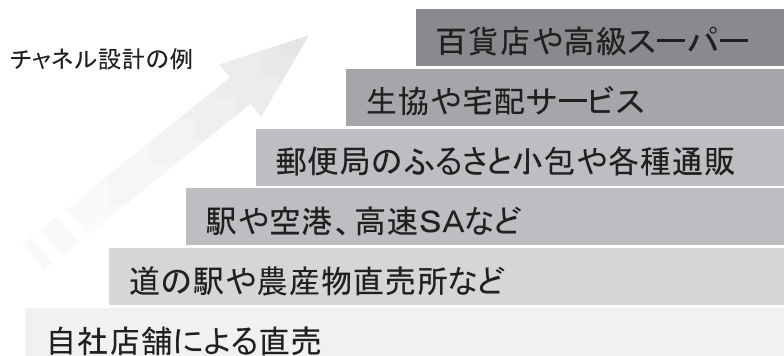 チャネル設計の例
百貨店や高級スーパー
生協や宅配サービス
郵便局のふるさと小包や各種通販
駅や空港、高速SAなど
道の駅や農産物直売所など
自社店舗による直売